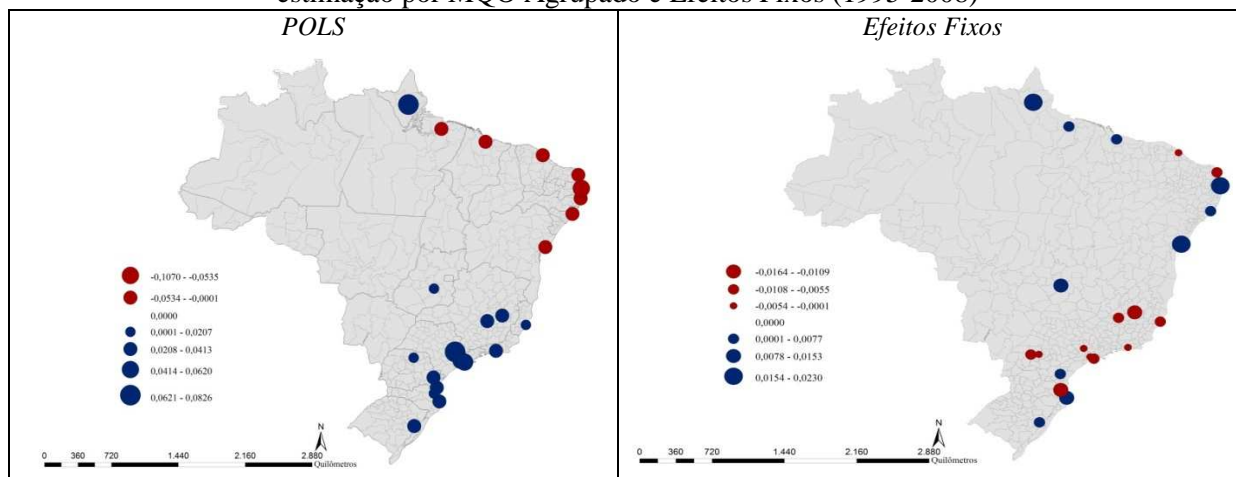 estimação por MQO Agrupado e Efeitos Fixos (1995-2008)
POLS
Efeitos Fixos
-0,1070 - -0,0535
-0,0534 - -0,0001
0,0000
0,0001 - 0,0207
0,0208 - 0,0413
0,0414 - 0,0620
0,0621 - 0,0826
N
0 360 720 1.440 2.160 2.880
Quilômetros
-0,0164 - -0,0109
-0,0108 - -0,0055
-0,0054 - -0,0001
0,0000
0,0001 - 0,0077
0,0078 - 0,0153
0,0154 - 0,0230
N
0 360 720 1.440 2.160 2.880
Quilômetros